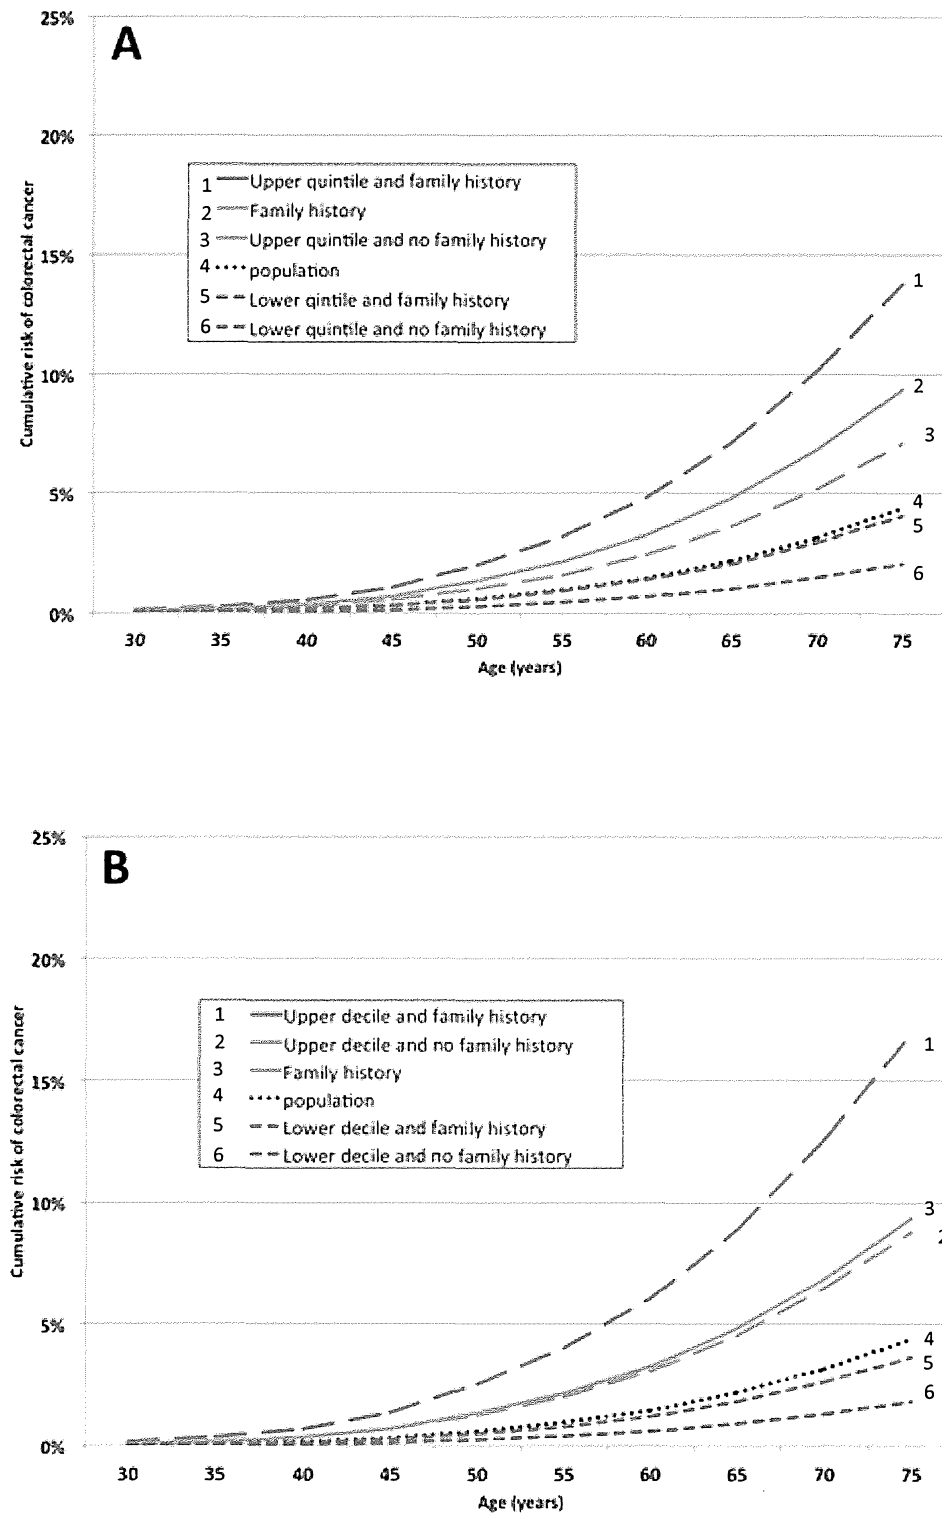 25%
A
20%
1 Upper quintile and family history
2 Family history
3 Upper quintile and no family history
4 population
5 Lower qintile and family history
6 Lower quintile and no family history
15%
10%
5%
0%
Cumulative risk of colorectal cancer
1
2
3
4
5
6
30 35 40 45 50 55 60 65 70 75
Age (years)
25%
B
20%
1 Upper decile and family history
2 Upper decile and no family history
3 Family history
4 population
5 Lower decile and family history
6 Lower decile and no family history
15%
10%
5%
0%
Cumulative risk of colorectal cancer
1
3
2
4
5
6
30 35 40 45 50 55 60 65 70 75
Age (years)